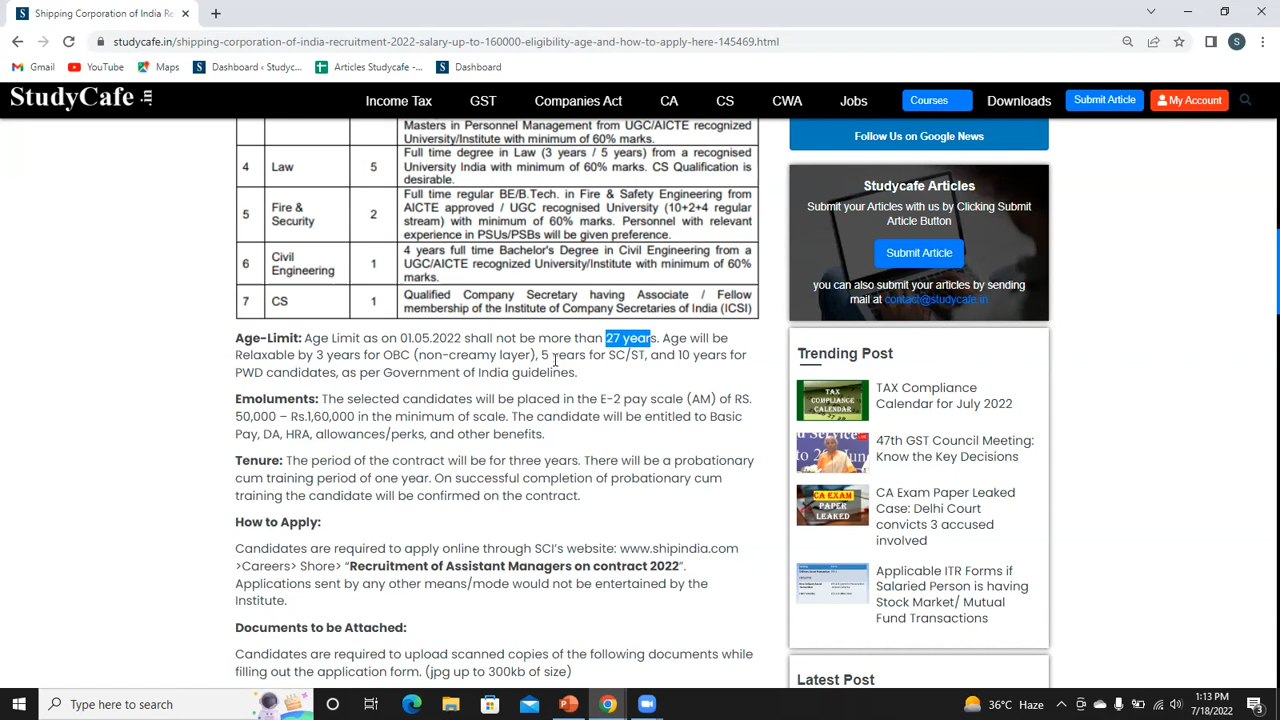 Shipping Corporation of India Re
studycafe.in/shipping-corporation-of-india-recruitment-2022-salary-up-to-160000-eligibility-age-and-how-to-apply-here-145469.html
S
Gmail
YouTube
Maps
Dashboard ‹ Studyc...
Articles Studycafe -...
Dashboard
StudyCafe .in
Income Tax
GST
Companies Act
CA
CS
CWA
Jobs
Courses
Downloads
Submit Article
My Account
Masters in Personnel Management from UGC/AICTE recognized
University/Institute with minimum of 60% marks.
4
Law
5
Full time degree in Law (3 years / 5 years) from a recognised
University India with minimum of 60% marks. CS Qualification is
desirable.
5
Fire &
Security
2
Full time regular BE/B.Tech. in Fire & Safety Engineering from
AICTE approved / UGC recognised University (10+2+4 regular
stream) with minimum of 60% marks. Personnel with relevant
experience in PSUs/PSBs will be given preference.
6
Civil
Engineering
1
4 years full time Bachelor's Degree in Civil Engineering from a
UGC/AICTE recognized University/Institute with minimum of 60%
marks.
7
CS
1
Qualified Company Secretary having Associate / Fellow
membership of the Institute of Company Secretaries of India (ICSI)
Age-Limit: Age Limit as on 01.05.2022 shall not be more than 27 years. Age will be
Relaxable by 3 years for OBC (non-creamy layer), 5 years for SC/ST, and 10 years for
PWD candidates, as per Government of India guidelines.
Emoluments: The selected candidates will be placed in the E-2 pay scale (AM) of RS.
50,000 – Rs.1,60,000 in the minimum of scale. The candidate will be entitled to Basic
Pay, DA, HRA, allowances/perks, and other benefits.
Tenure: The period of the contract will be for three years. There will be a probationary
cum training period of one year. On successful completion of probationary cum
training the candidate will be confirmed on the contract.
How to Apply:
Candidates are required to apply online through SCI's website: www.shipindia.com
>Careers> Shore> “Recruitment of Assistant Managers on contract 2022”.
Applications sent by any other means/mode would not be entertained by the
Institute.
Documents to be Attached:
Candidates are required to upload scanned copies of the following documents while
filling out the application form. (jpg up to 300kb of size)
Follow Us on Google News
Studycafe Articles
Submit your Articles with us by Clicking Submit
Article Button
Submit Article
you can also submit your articles by sending
mail at contact@studycafe.in
Trending Post
TAX COMPLIANCE
CALENDAR
TAX Compliance
Calendar for July 2022
47th GST Council Meeting:
Know the Key Decisions
CA EXAM
PAPER
LEAKED
CA Exam Paper Leaked
Case: Delhi Court
convicts 3 accused
involved
Applicable ITR Forms if
Salaried Person is having
Stock Market/ Mutual
Fund Transactions
Latest Post
Type here to search
36°C Haze
1:13 PM
7/18/2022
3